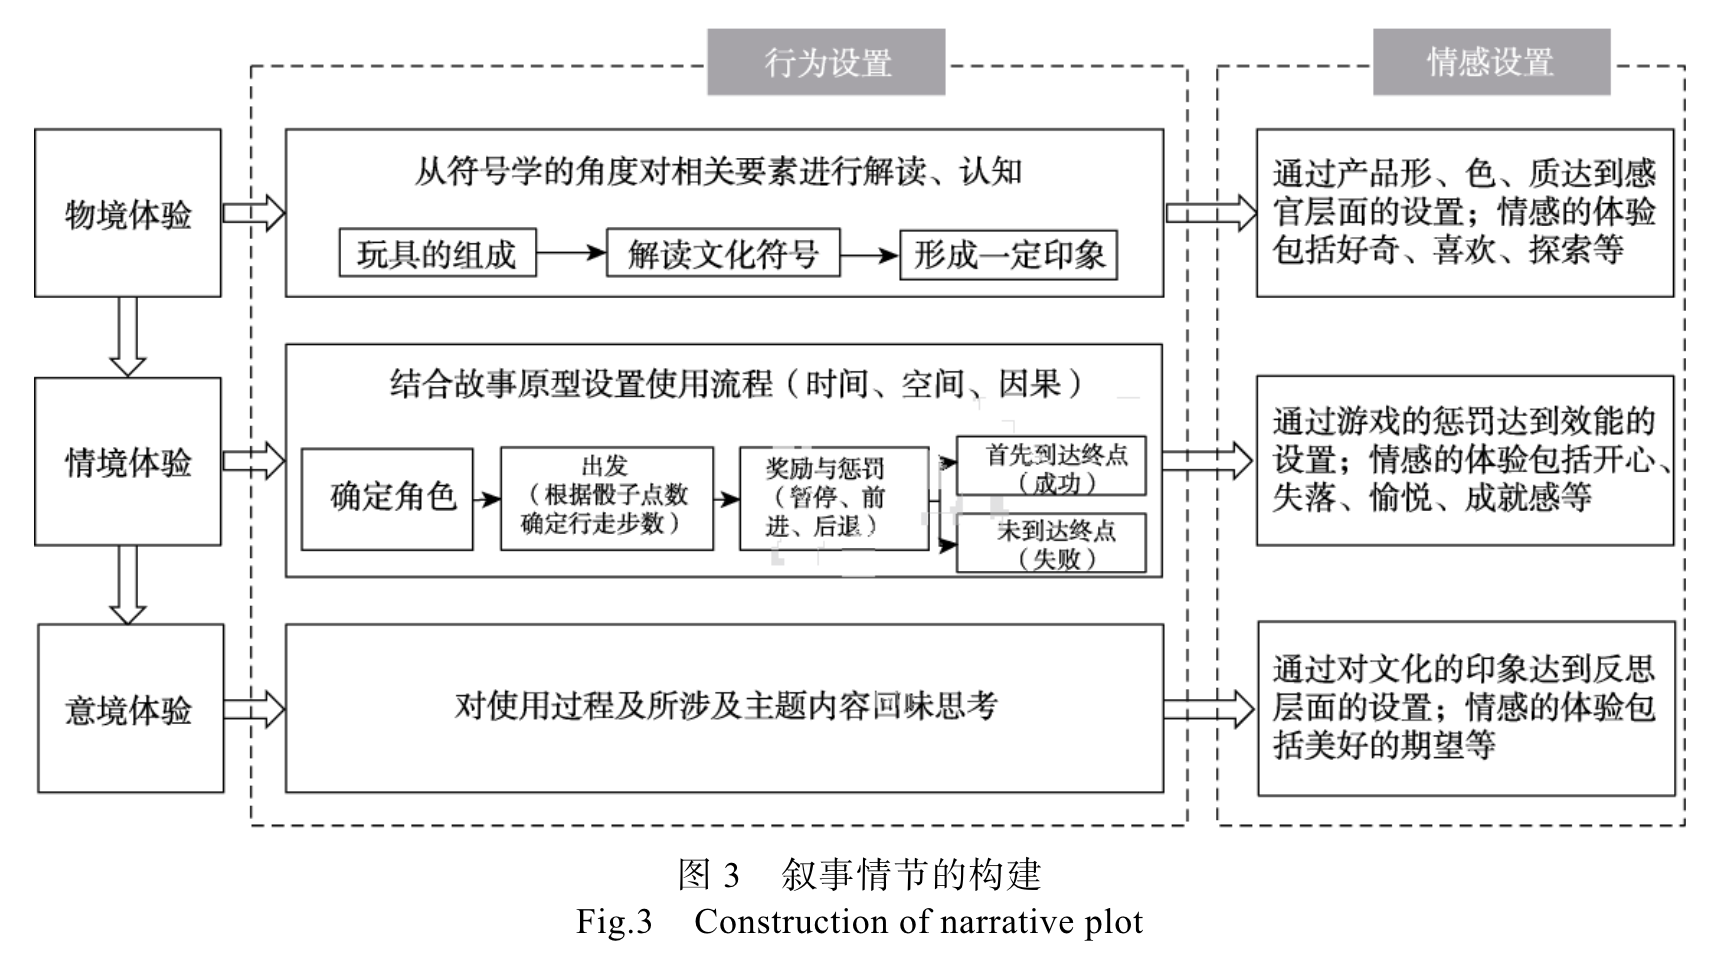 行为设置
情感设置
物境体验
从符号学的角度对相关要素进行解读、认知
玩具的组成
解读文化符号
形成一定印象
通过产品形、色、质达到感
官层面的设置；情感的体验
包括好奇、喜欢、探索等
情境体验
结合故事原型设置使用流程（时间、空间、因果）
确定角色
出发
（根据骰子点数
确定行走步数）
奖励与惩罚
（暂停、前
进、后退）
首先到达终点
（成功）
未到达终点
（失败）
通过游戏的惩罚达到效能的
设置；情感的体验包括开心、
失落、愉悦、成就感等
意境体验
对使用过程及所涉及主题内容回味思考
通过对文化的印象达到反思
层面的设置；情感的体验包
括美好的期望等
图 3 叙事情节的构建
Fig.3 Construction of narrative plot